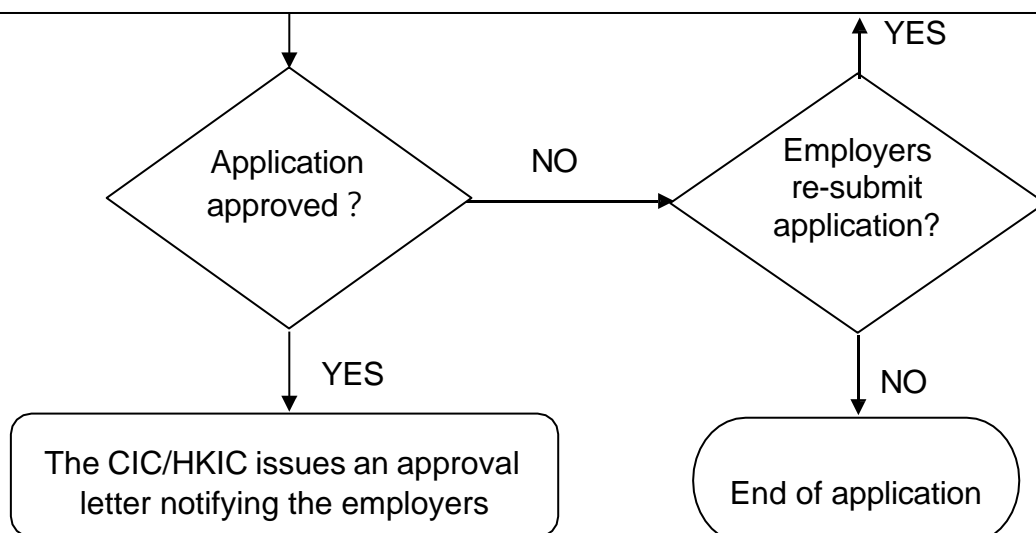 YES
Application
approved ?
NO
Employers
re-submit
application?
YES
NO
The CIC/HKIC issues an approval
letter notifying the employers
End of application